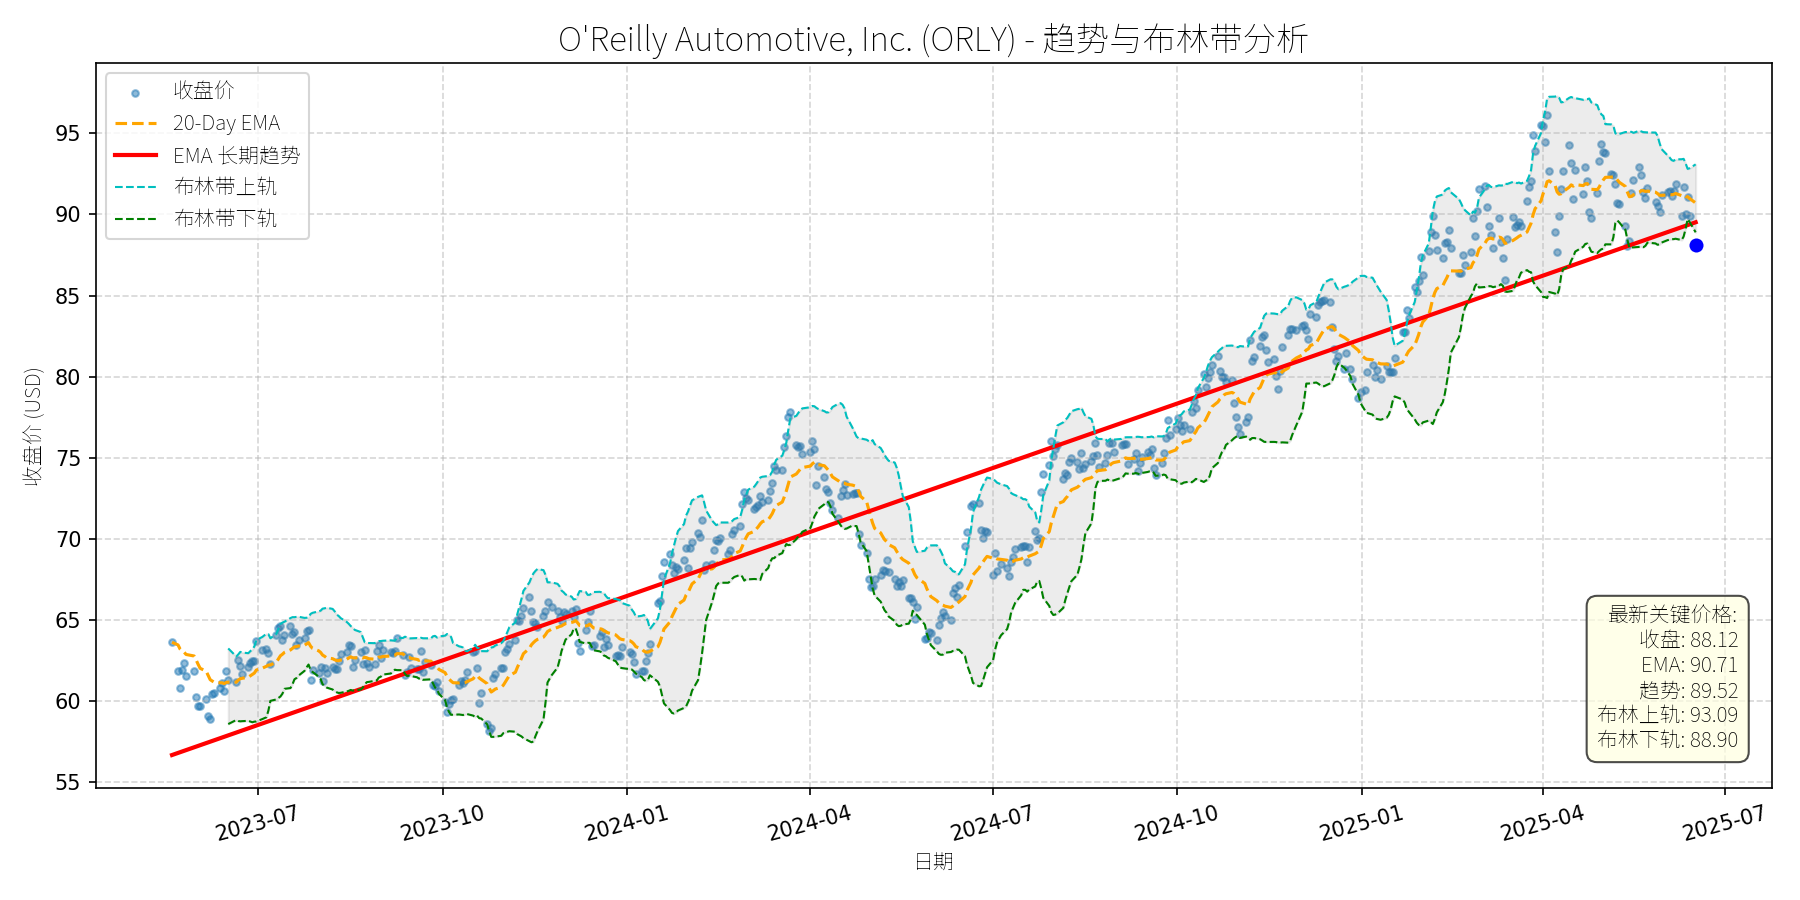 O'Reilly Automotive, Inc. (ORLY) - 趋势与布林带分析
收盘价
20-Day EMA
EMA 长期趋势
布林带上轨
布林带下轨
收盘价 (USD)
95
90
85
80
75
70
65
60
55
最新关键价格:
收盘: 88.12
EMA: 90.71
趋势: 89.52
布林上轨: 93.09
布林下轨: 88.90
2023-07
2023-10
2024-01
2024-04
2024-07
2024-10
2025-01
2025-04
2025-07
日期